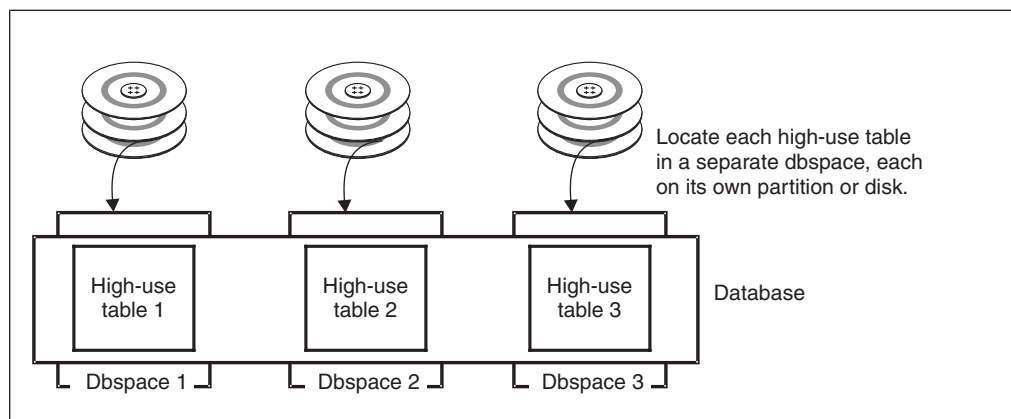 Locate each high-use table
in a separate dbspace, each
on its own partition or disk.
High-use
table 1
High-use
table 2
High-use
table 3
Database
Dbspace 1
Dbspace 2
Dbspace 3